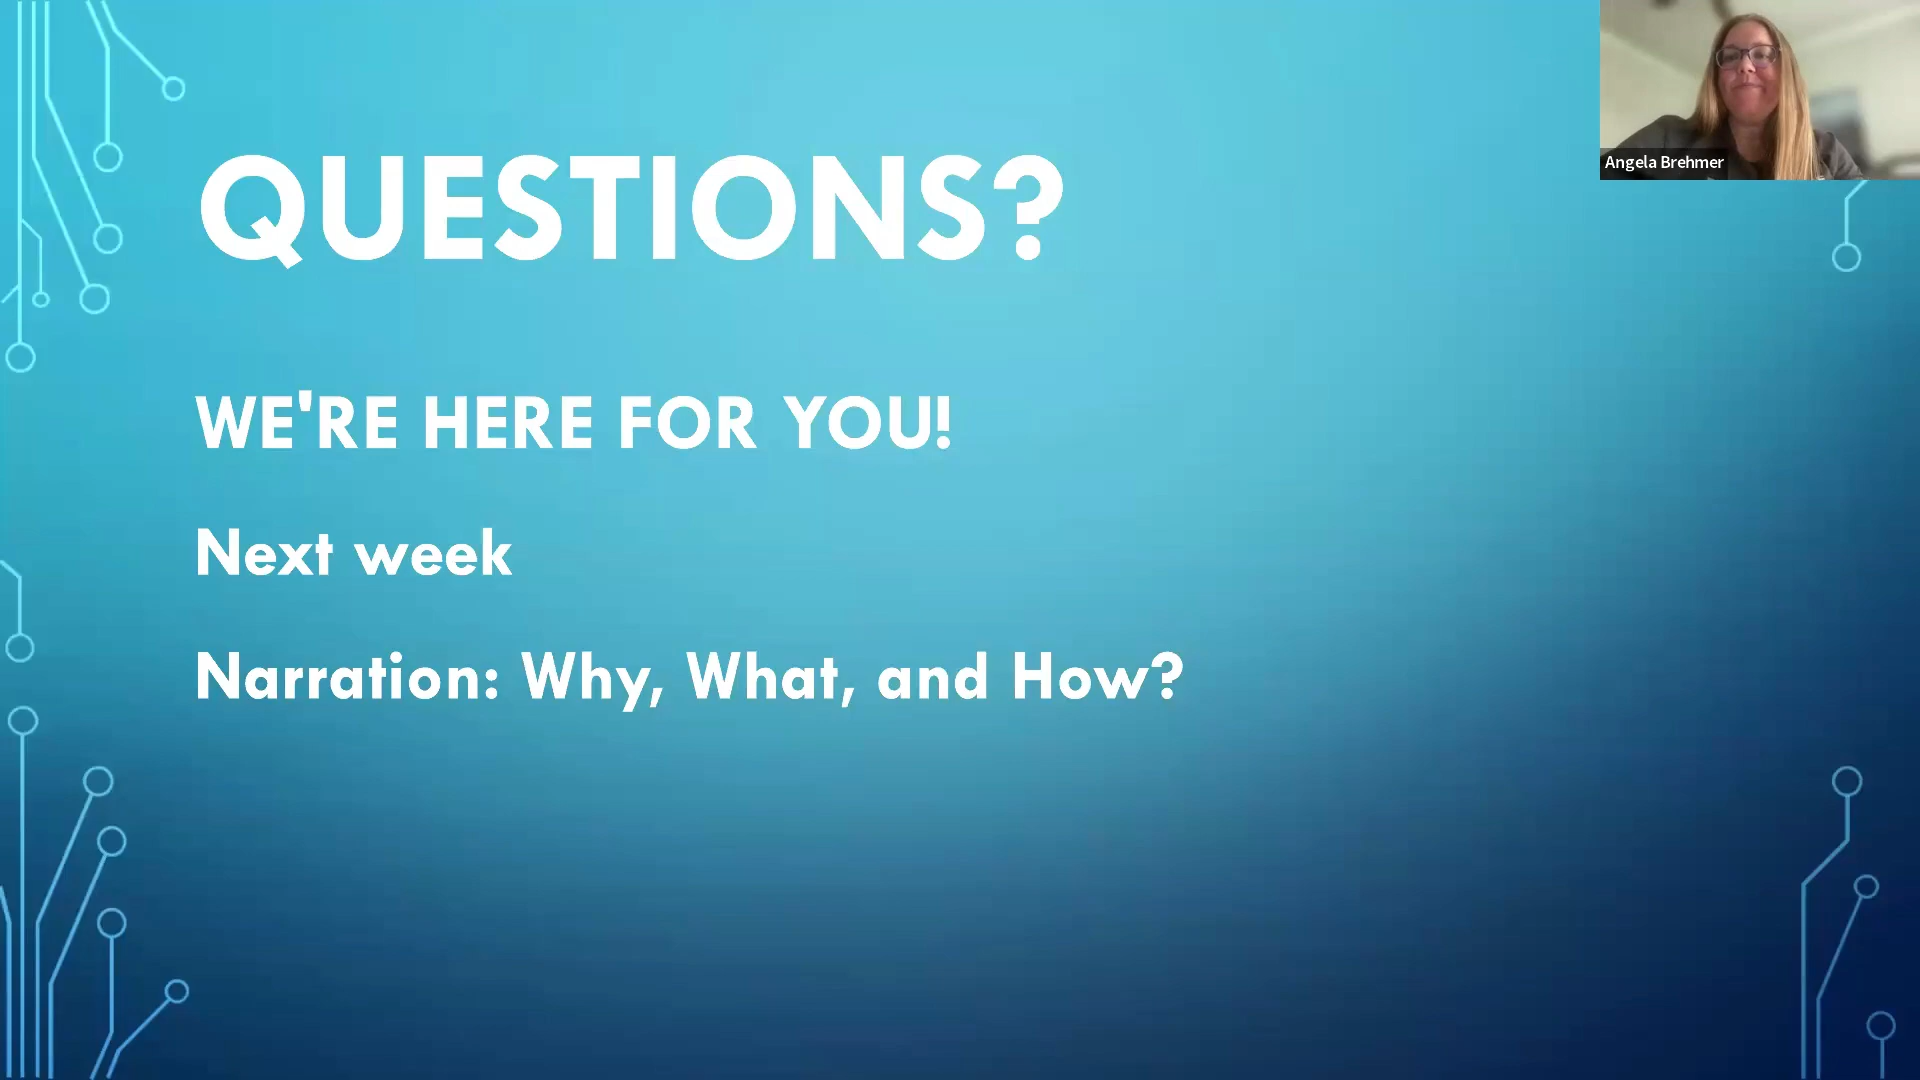 Angela Brehmer
QUESTIONS?
WE'RE HERE FOR YOU!
Next week
Narration: Why, What, and How?